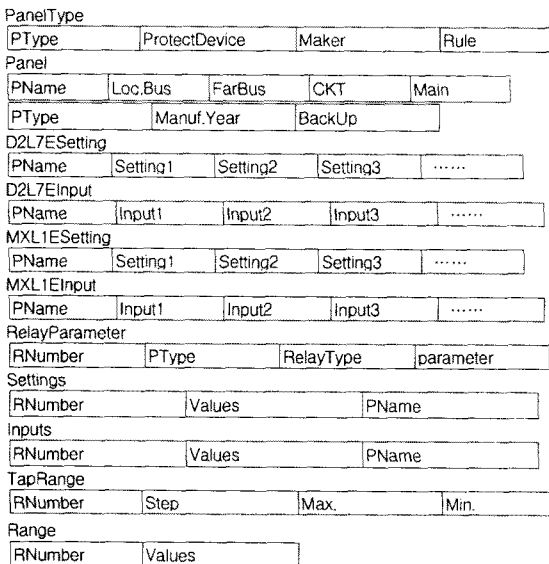 PanelType
PType ProtectDevice Maker Rule
Panel
PName Loc.Bus FarBus CKT Main
PType Manuf.Year BackUp
D2L7ESetting
PName Setting1 Setting2 Setting3 ......
D2L7EInput
PName Input1 Input2 Input3 ......
MXL1ESetting
PName Setting1 Setting2 Setting3 ......
MXL1EInput
PName Input1 Input2 Input3 ......
RelayParameter
RNumber PType RelayType parameter
Settings
RNumber Values PName
Inputs
RNumber Values PName
TapRange
RNumber Step Max. Min.
Range
RNumber Values